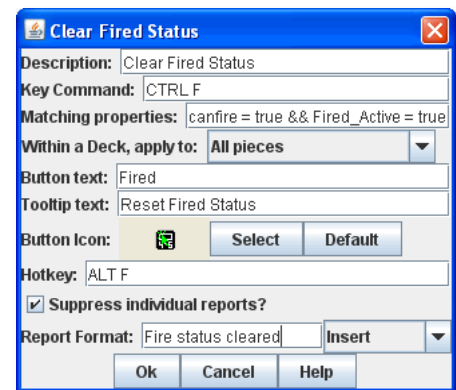 Clear Fired Status
Description: Clear Fired Status
Key Command: CTRL F
Matching properties: canfire = true && Fired_Active = true
Within a Deck, apply to: All pieces
Button text: Fired
Tooltip text: Reset Fired Status
Button Icon: Select Default
Hotkey: ALT F
Suppress individual reports?
Report Format: Fire status cleared Insert
Ok Cancel Help